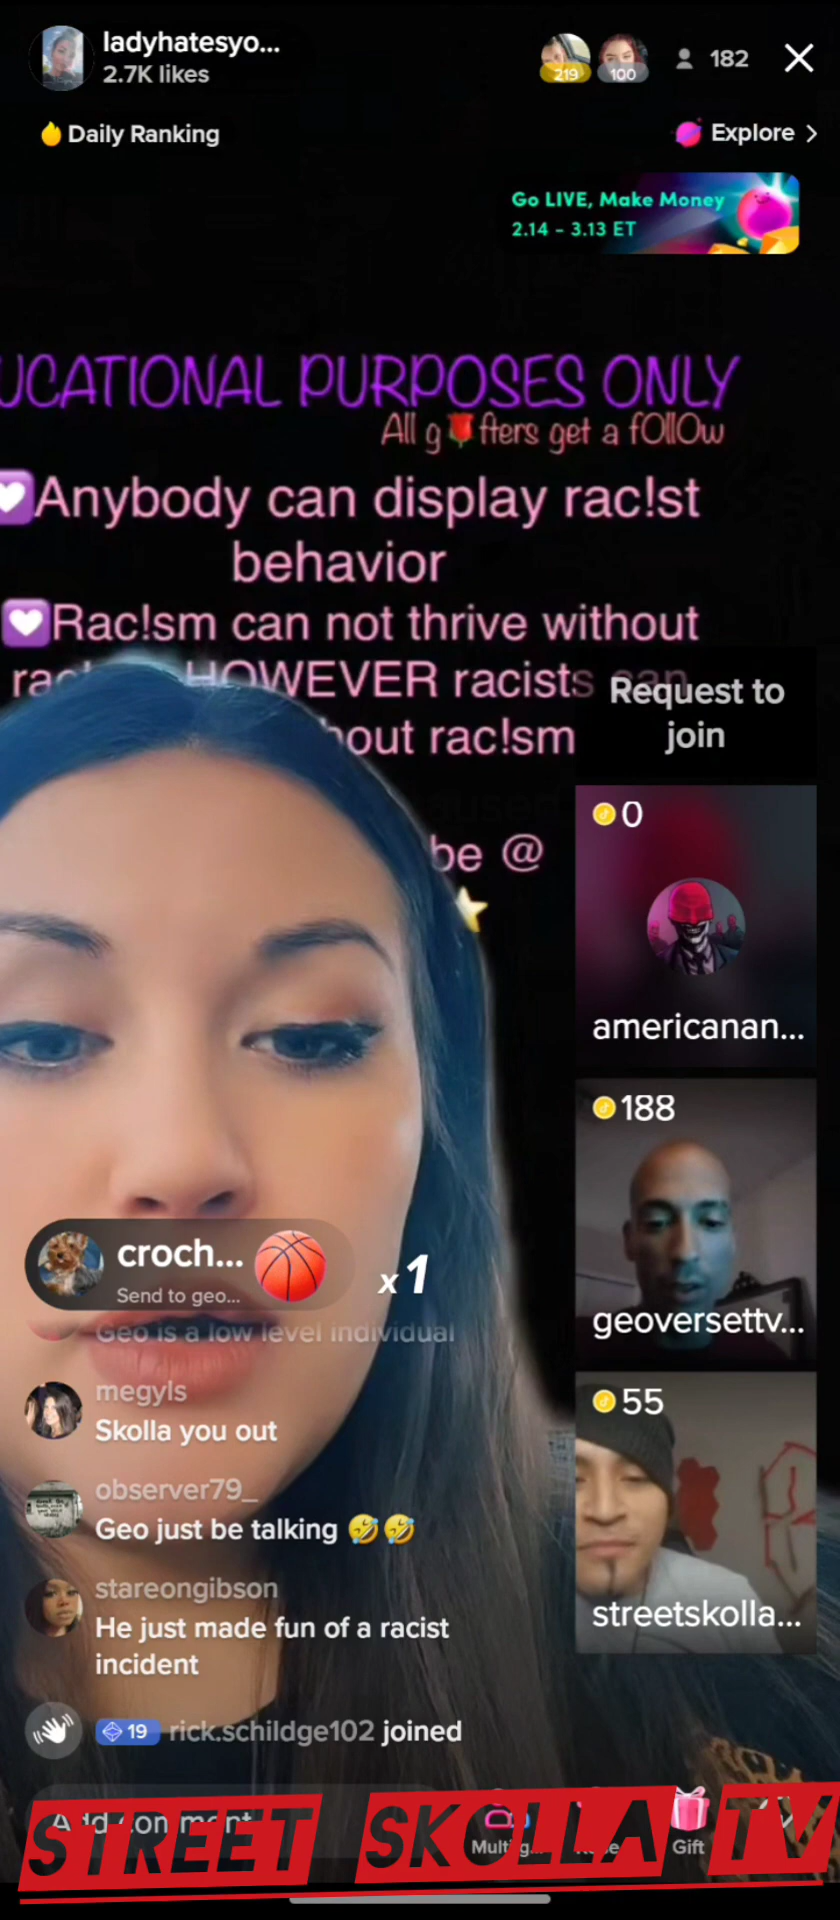 ladyhatesyo...
2.7K likes
219
100
182
Daily Ranking
Explore >
Go LIVE, Make Money
2.14 - 3.13 ET
UCATIONAL PURPOSES ONLY
All g🌹fters get a fOllOw
💟Anybody can display rac!st
behavior
💟Rac!sm can not thrive without
HOWEVER racists can
out rac!sm
be @
Request to
join
0
americanan...
188
geoversettv...
55
streetskolla...
croch...
Send to geo...
x1
Geo is a low level individual
megyls
Skolla you out
observer79_
Geo just be talking 🤣🤣
stareongibson
He just made fun of a racist
incident
19 rick.schildge102 joined
Add comment
Multi-g...
Gift
STREET SKOLLA TV